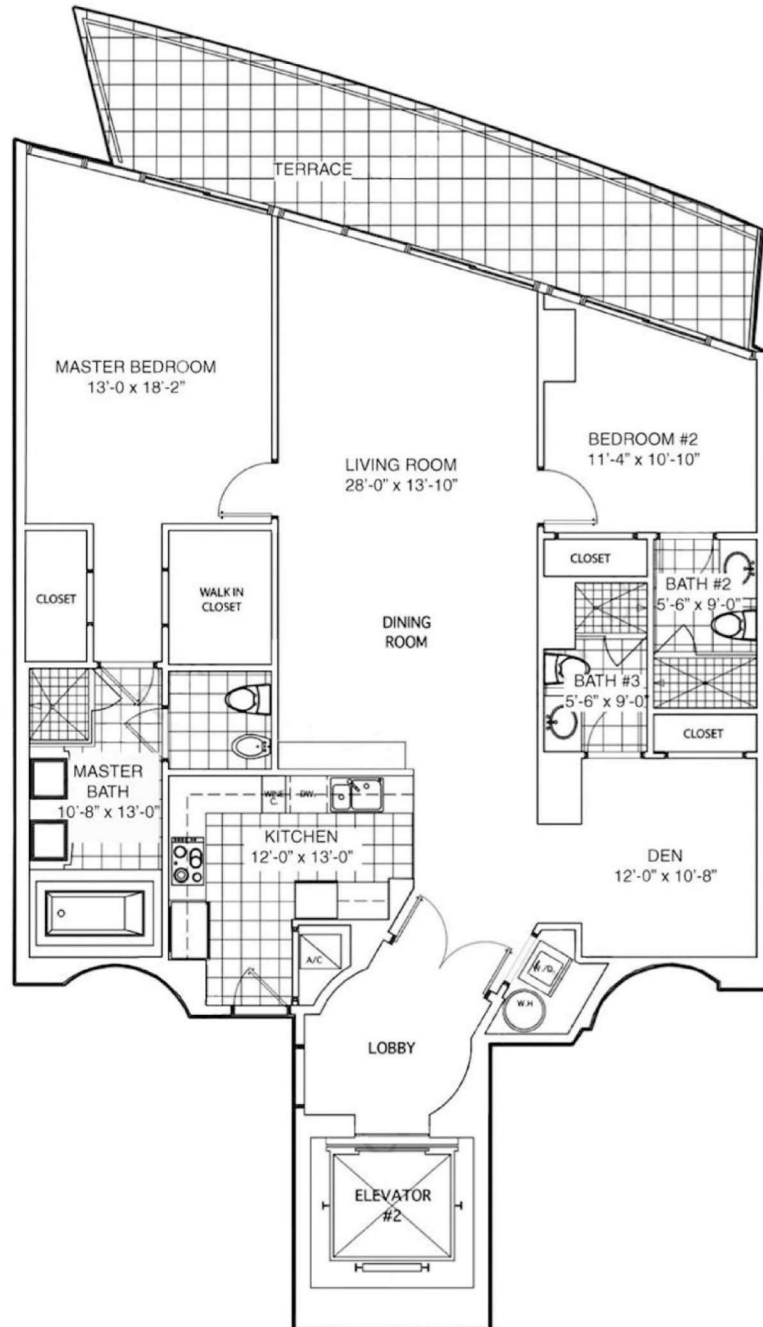 TERRACE
MASTER BEDROOM
13'-0 x 18'-2"
LIVING ROOM
28'-0" x 13'-10"
BEDROOM #2
11'-4" x 10'-10"
CLOSET
WALK IN
CLOSET
DINING
ROOM
CLOSET
BATH #2
5'-6" x 9'-0"
BATH #3
5'-6" x 9'-0"
CLOSET
MASTER
BATH
10'-8" x 13'-0"
WINE
C.
DW.
KITCHEN
12'-0" x 13'-0"
DEN
12'-0" x 10'-8"
A/C
W./D.
W.H
LOBBY
ELEVATOR
#2